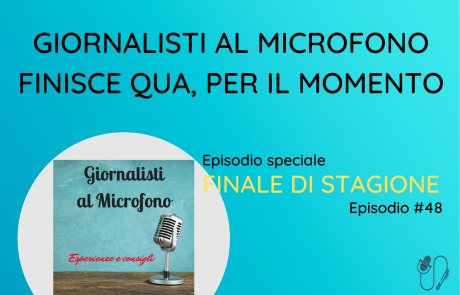 GIORNALISTI AL MICROFONO
FINISCE QUA, PER IL MOMENTO
Episodio speciale
FINALE DI STAGIONE
Episodio #48
Giornalisti
al Microfono
Esperienze e consigli